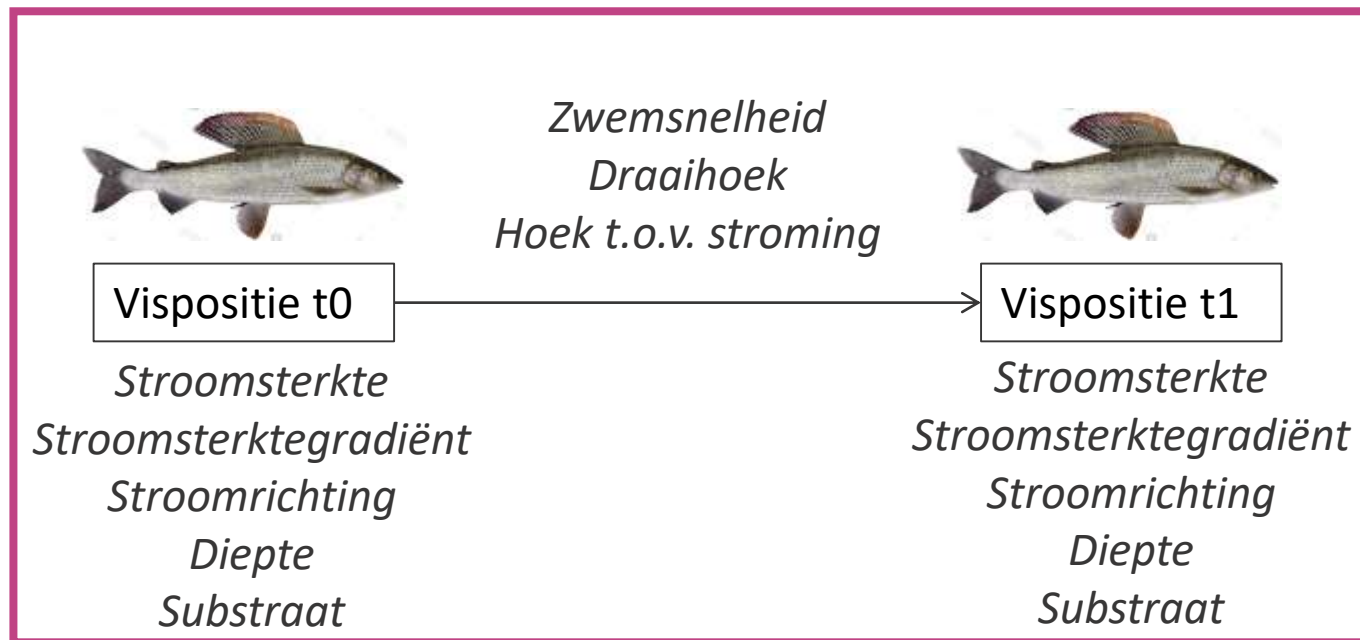 Zwemsnelheid
Draaihoek
Hoek t.o.v. stroming
Vispositie t0
Vispositie t1
Stroomsterkte
Stroomsterktegradiënt
Stroomrichting
Diepte
Substraat
Stroomsterkte
Stroomsterktegradiënt
Stroomrichting
Diepte
Substraat